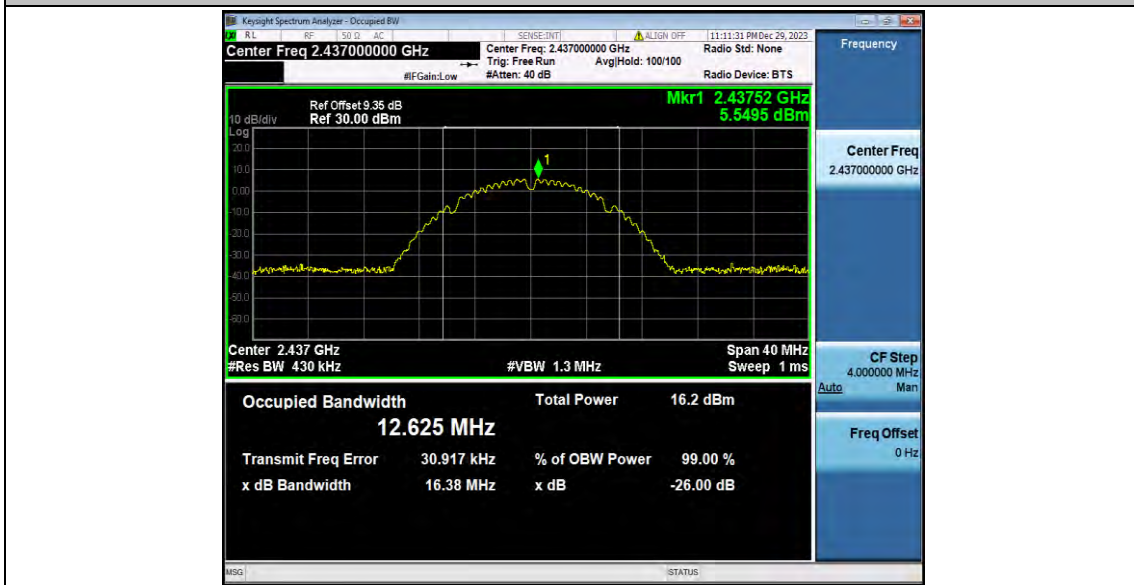 Keysight Spectrum Analyzer - Occupied BW
RL RF 50 Ω AC SENSE:INT ALIGN OFF 11:11:31 PM Dec 29, 2023
Center Freq 2.437000000 GHz
Center Freq: 2.437000000 GHz
Radio Std: None
Trig: Free Run Avg|Hold: 100/100
#IFGain:Low #Atten: 40 dB Radio Device: BTS
Mkr1 2.43752 GHz
5.5495 dBm
Ref Offset 9.35 dB
10 dB/div Ref 30.00 dBm
Log
20.0
10.0
0.00
-10.0
-20.0
-30.0
-40.0
-50.0
-60.0
1
Center 2.437 GHz Span 40 MHz
#Res BW 430 kHz #VBW 1.3 MHz Sweep 1 ms
Occupied Bandwidth Total Power 16.2 dBm
12.625 MHz
Transmit Freq Error 30.917 kHz % of OBW Power 99.00 %
x dB Bandwidth 16.38 MHz x dB -26.00 dB
MSG STATUS
Frequency
Center Freq
2.437000000 GHz
CF Step
4.000000 MHz
Auto Man
Freq Offset
0 Hz